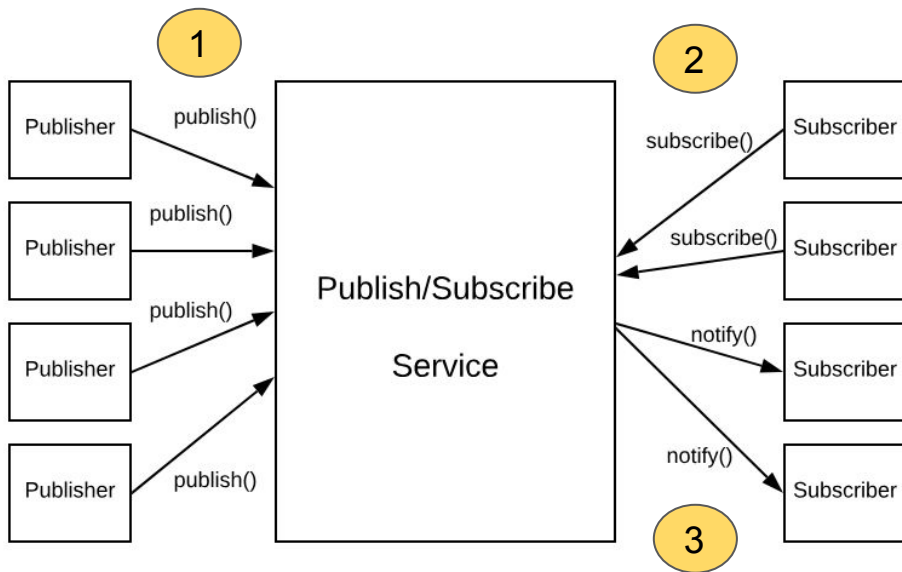 1
2
publish()
Publisher
subscribe()
Subscriber
publish()
Publisher
subscribe()
Subscriber
Publish/Subscribe
Service
publish()
Publisher
notify()
Subscriber
Publisher
publish()
notify()
Subscriber
3